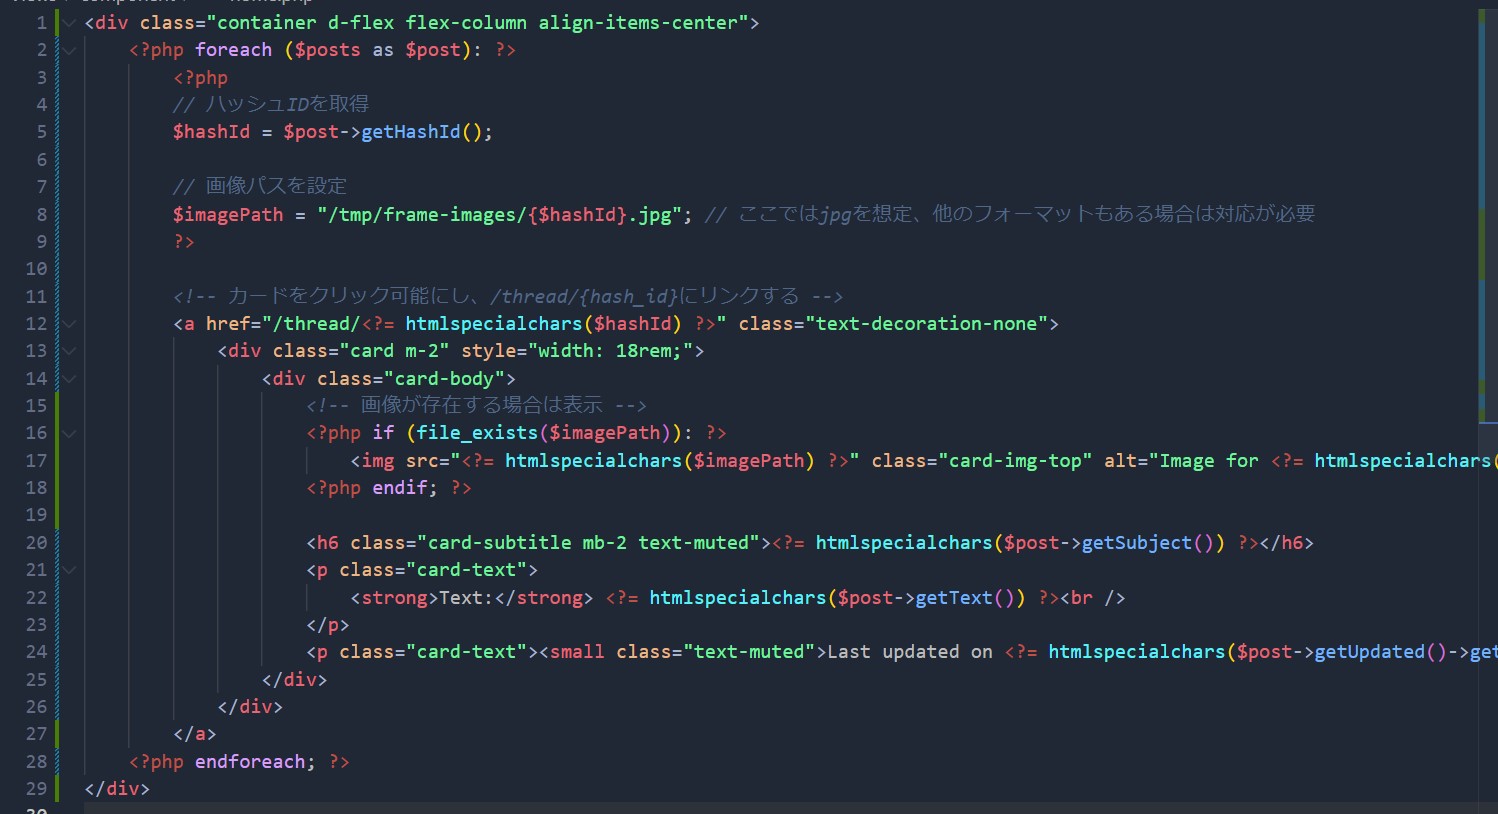 1 <div class="container d-flex flex-column align-items-center">
2 <?php foreach ($posts as $post): ?>
3 <?php
4 // ハッシュIDを取得
5 $hashId = $post->getHashId();
6
7 // 画像パスを設定
8 $imagePath = "/tmp/frame-images/{$hashId}.jpg"; // ここではjpgを想定、他のフォーマットもある場合は対応が必要
9 ?>
10
11 <!-- カードをクリック可能にし、/thread/{hash_id}にリンクする -->
12 <a href="/thread/<?= htmlspecialchars($hashId) ?>" class="text-decoration-none">
13 <div class="card m-2" style="width: 18rem;">
14 <div class="card-body">
15 <!-- 画像が存在する場合は表示 -->
16 <?php if (file_exists($imagePath)): ?>
17 <img src="<?= htmlspecialchars($imagePath) ?>" class="card-img-top" alt="Image for <?= htmlspecialchars(
18 <?php endif; ?>
19
20 <h6 class="card-subtitle mb-2 text-muted"><?= htmlspecialchars($post->getSubject()) ?></h6>
21 <p class="card-text">
22 <strong>Text:</strong> <?= htmlspecialchars($post->getText()) ?><br />
23 </p>
24 <p class="card-text"><small class="text-muted">Last updated on <?= htmlspecialchars($post->getUpdated()->get
25 </div>
26 </div>
27 </a>
28 <?php endforeach; ?>
29 </div>